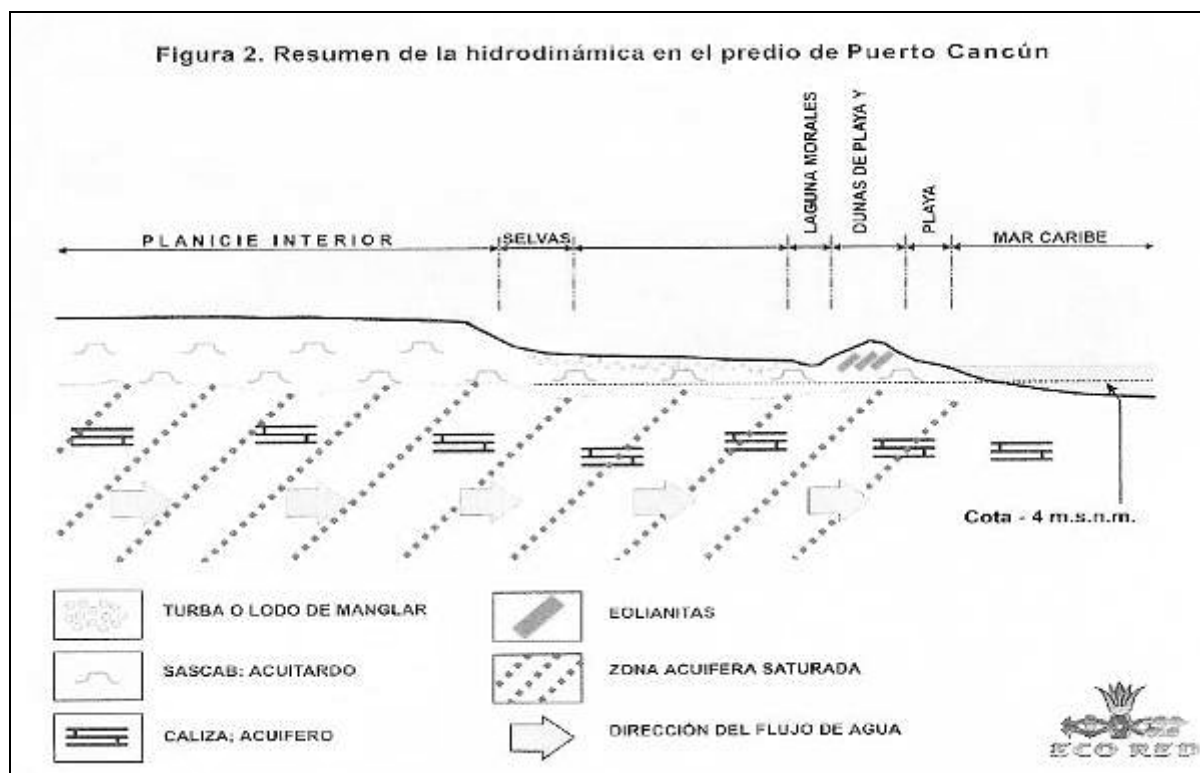 Figura 2. Resumen de la hidrodinámica en el predio de Puerto Cancún
LAGUNA MORALES
DUNAS DE PLAYA Y
PLAYA
PLANICIE INTERIOR
SELVAS
MAR CARIBE
Cota - 4 m.s.n.m.
TURBA O LODO DE MANGLAR
EOLIANITAS
SASCAB: ACUITARDO
ZONA ACUIFERA SATURADA
CALIZA; ACUIFERO
DIRECCIÓN DEL FLUJO DE AGUA
ECO RED